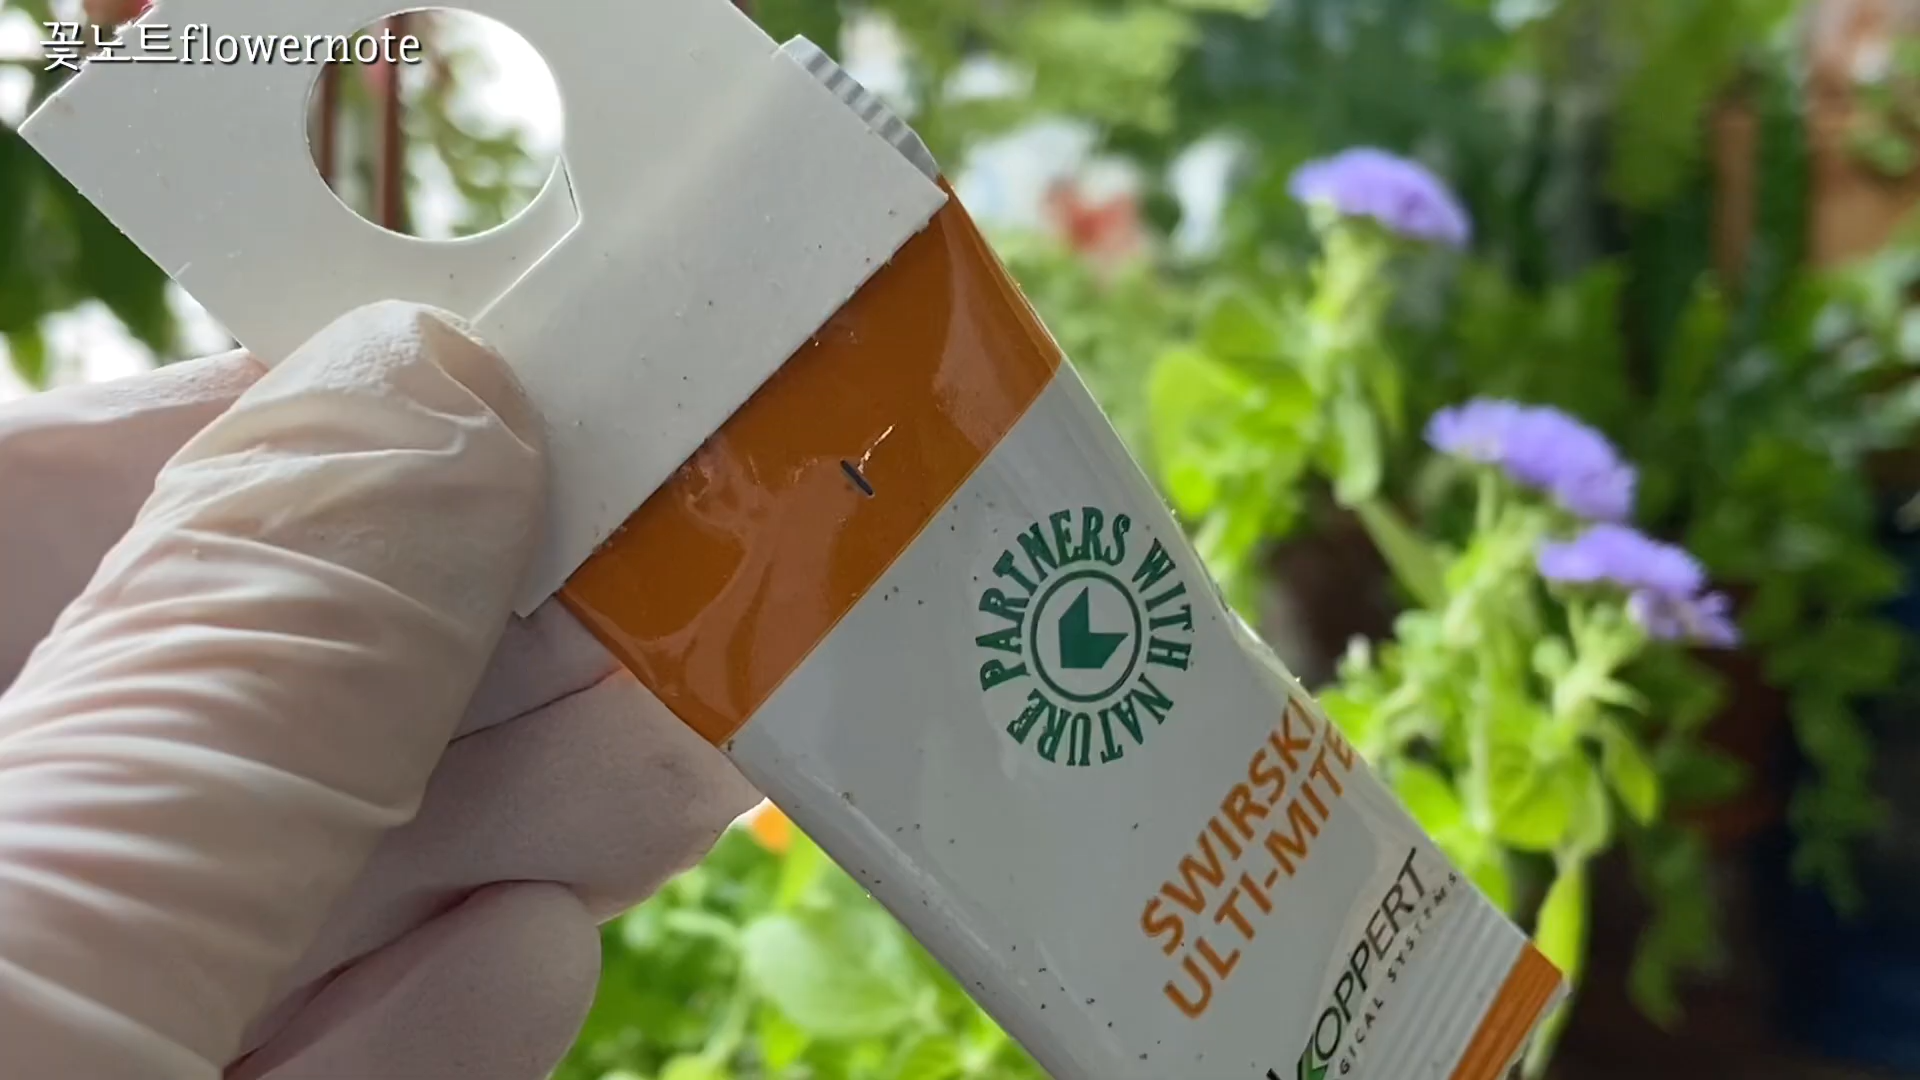 꽃노트flowernote
PARTNERS WITH NATURE
SWIRSKI
ULTI-MITE
KOPPERT
GICAL SYSTEMS